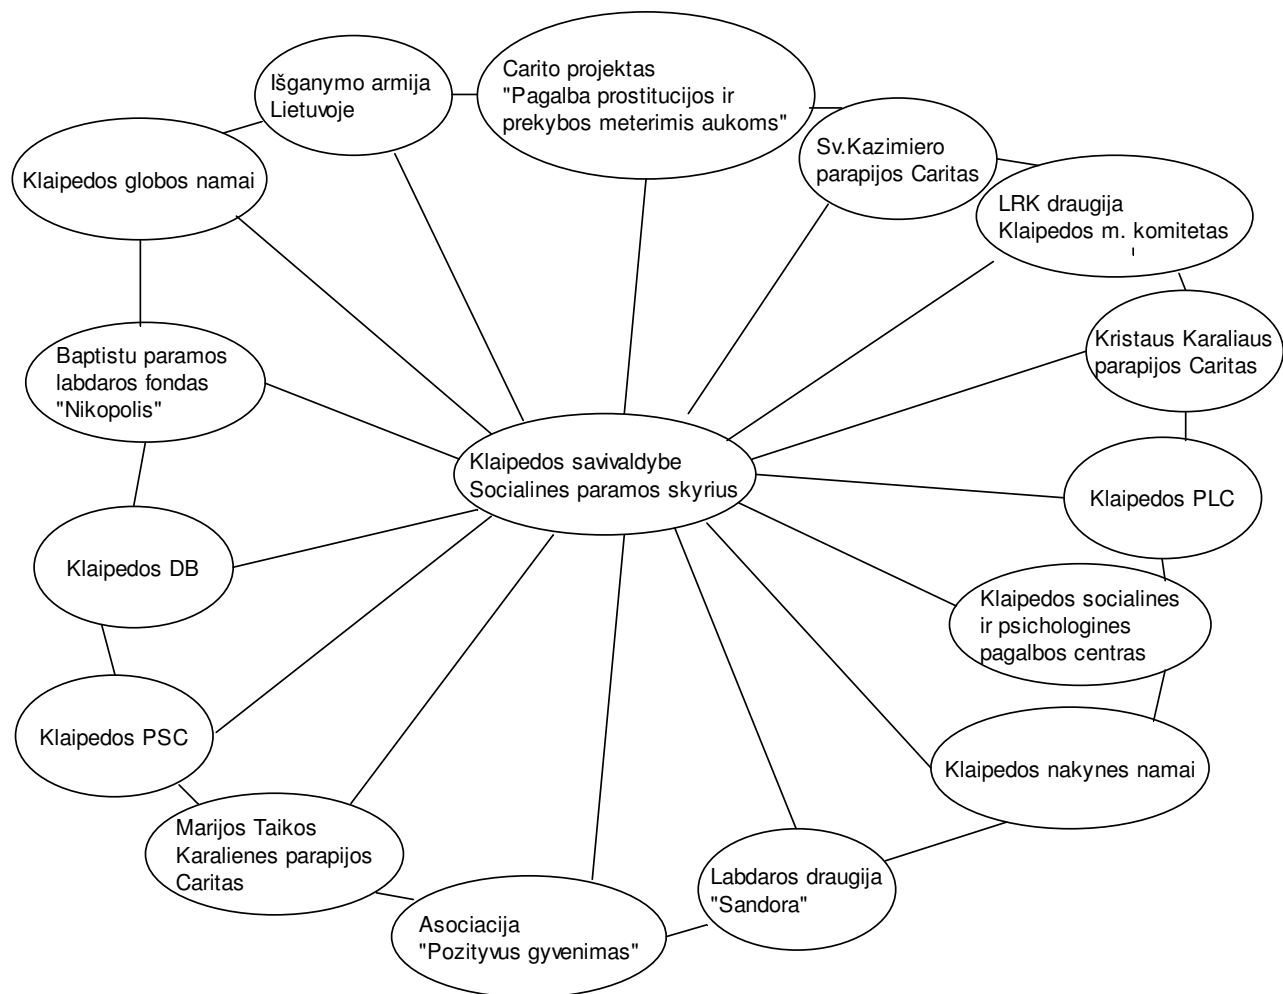 Išganymo armija
Lietuvoje
Carito projektas
"Pagalba prostitucijos ir
prekybos meterimis aukoms"
Sv.Kazimiero
parapijos Caritas
LRK draugija
Klaipedos m. komitetas
Kristaus Karaliaus
parapijos Caritas
Klaipedos PLC
Klaipedos socialines
ir psichologines
pagalbos centras
Klaipedos nakynes namai
Labdaros draugija
"Sandora"
Asociacija
"Pozityvus gyvenimas"
Marijos Taikos
Karalienes parapijos
Caritas
Klaipedos PSC
Klaipedos DB
Baptistu paramos
labdaros fondas
"Nikopolis"
Klaipedos globos namai
Klaipedos savivaldybe
Socialines paramos skyrius